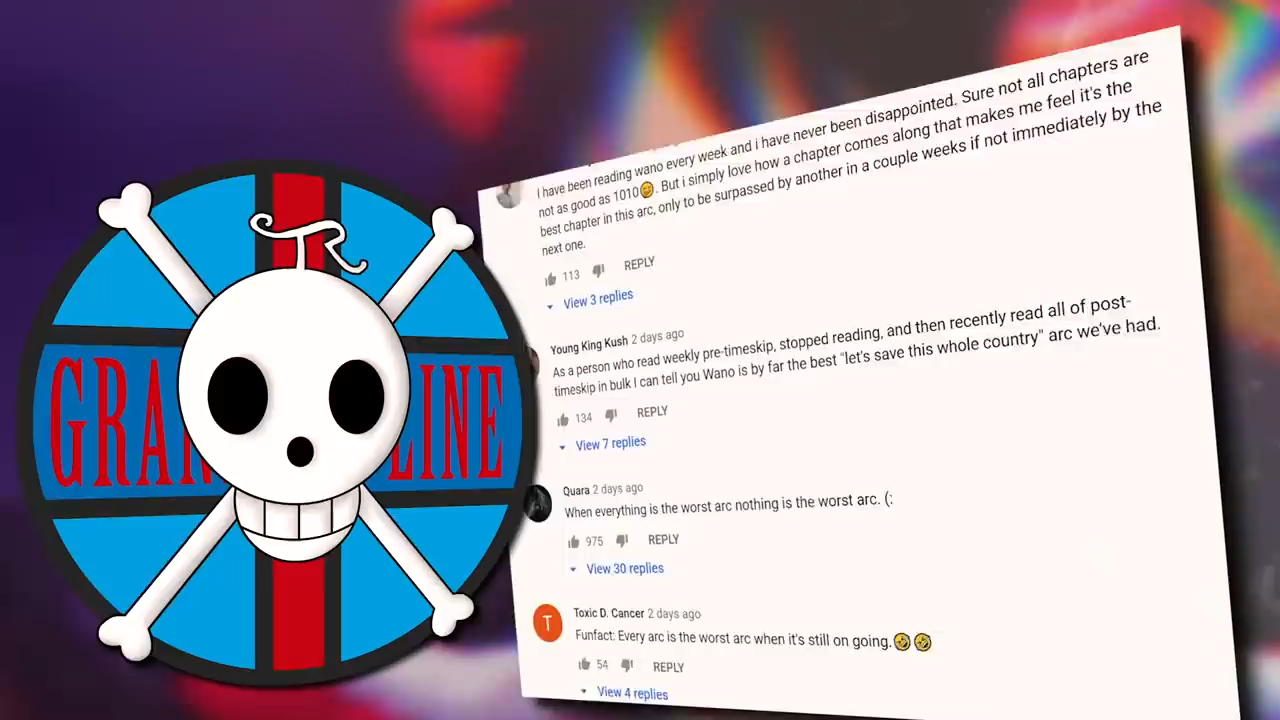 TR
GRAN LINE
I have been reading wano every week and i have never been disappointed. Sure not all chapters are
not as good as 1010😄. But i simply love how a chapter comes along that makes me feel it's the
best chapter in this arc, only to be surpassed by another in a couple weeks if not immediately by the
next one.
113 REPLY
View 3 replies
Young King Kush 2 days ago
As a person who read weekly pre-timeskip, stopped reading, and then recently read all of post-
timeskip in bulk I can tell you Wano is by far the best "let's save this whole country" arc we've had.
134 REPLY
View 7 replies
Quara 2 days ago
When everything is the worst arc nothing is the worst arc. (:
975 REPLY
View 30 replies
T
Toxic D. Cancer 2 days ago
Funfact: Every arc is the worst arc when it's still on going.🤣🤣
54 REPLY
View 4 replies